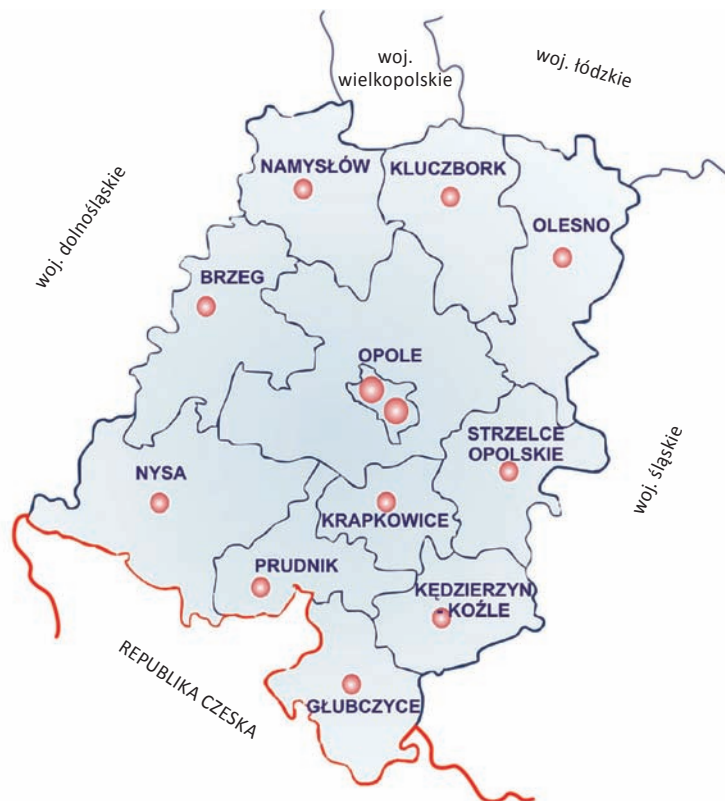 woj.
wielkopolskie
woj. łódzkie
woj. dolnośląskie
NAMYSŁÓW
KLUCZBORK
OLESNO
BRZEG
OPOLE
STRZELCE
OPOLSKIE
woj. śląskie
NYSA
KRAPKOWICE
PRUDNIK
KĘDZIERZYN
- KOŹLE
REPUBLIKA CZESKA
GŁUBCZYCE